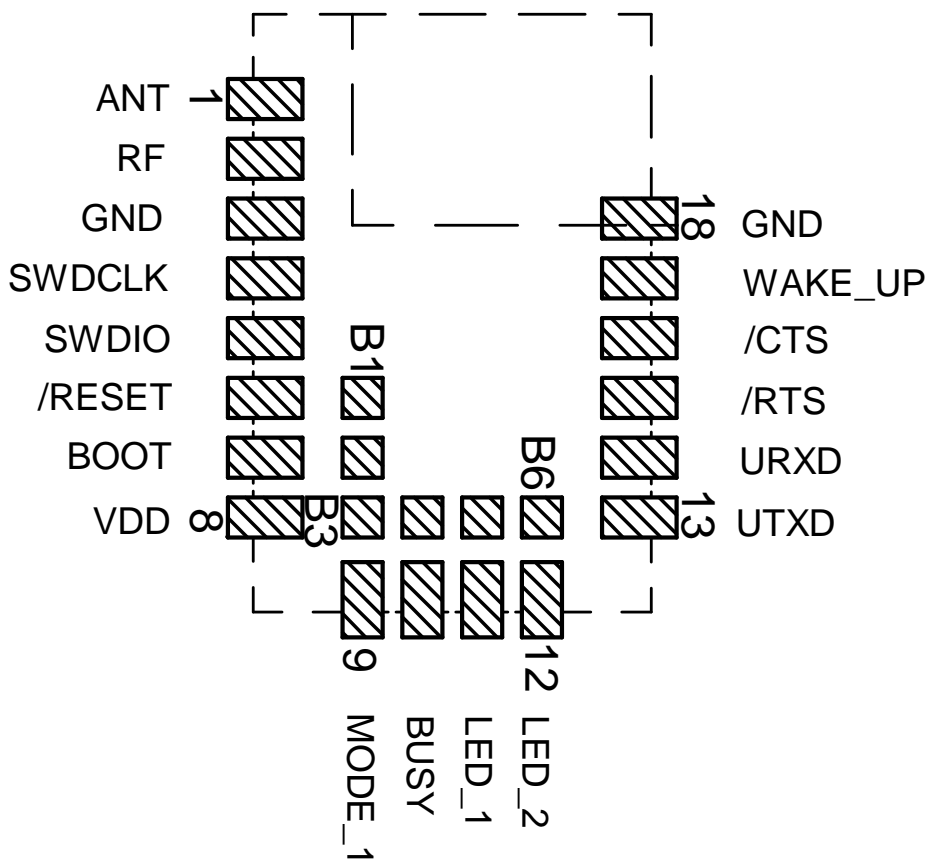 ANT 1
RF
GND
18 GND
SWDCLK
WAKE_UP
SWDIO
B1
/CTS
/RESET
/RTS
BOOT
B6
URXD
VDD 8
B3
13 UTXD
9
12
MODE_1
BUSY
LED_1
LED_2